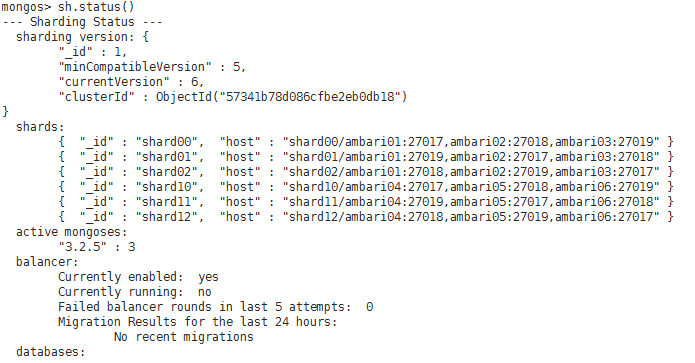 mongos> sh.status()
--- Sharding Status ---
  sharding version: {
        "_id" : 1,
        "minCompatibleVersion" : 5,
        "currentVersion" : 6,
        "clusterId" : ObjectId("57341b78d086cfbe2eb0db18")
}
  shards:
        {  "_id" : "shard00",  "host" : "shard00/ambari01:27017,ambari02:27018,ambari03:27019" }
        {  "_id" : "shard01",  "host" : "shard01/ambari01:27019,ambari02:27017,ambari03:27018" }
        {  "_id" : "shard02",  "host" : "shard02/ambari01:27018,ambari02:27019,ambari03:27017" }
        {  "_id" : "shard10",  "host" : "shard10/ambari04:27017,ambari05:27018,ambari06:27019" }
        {  "_id" : "shard11",  "host" : "shard11/ambari04:27019,ambari05:27017,ambari06:27018" }
        {  "_id" : "shard12",  "host" : "shard12/ambari04:27018,ambari05:27019,ambari06:27017" }
  active mongoses:
        "3.2.5" : 3
  balancer:
        Currently enabled:  yes
        Currently running:  no
        Failed balancer rounds in last 5 attempts:  0
        Migration Results for the last 24 hours:
                No recent migrations
  databases: